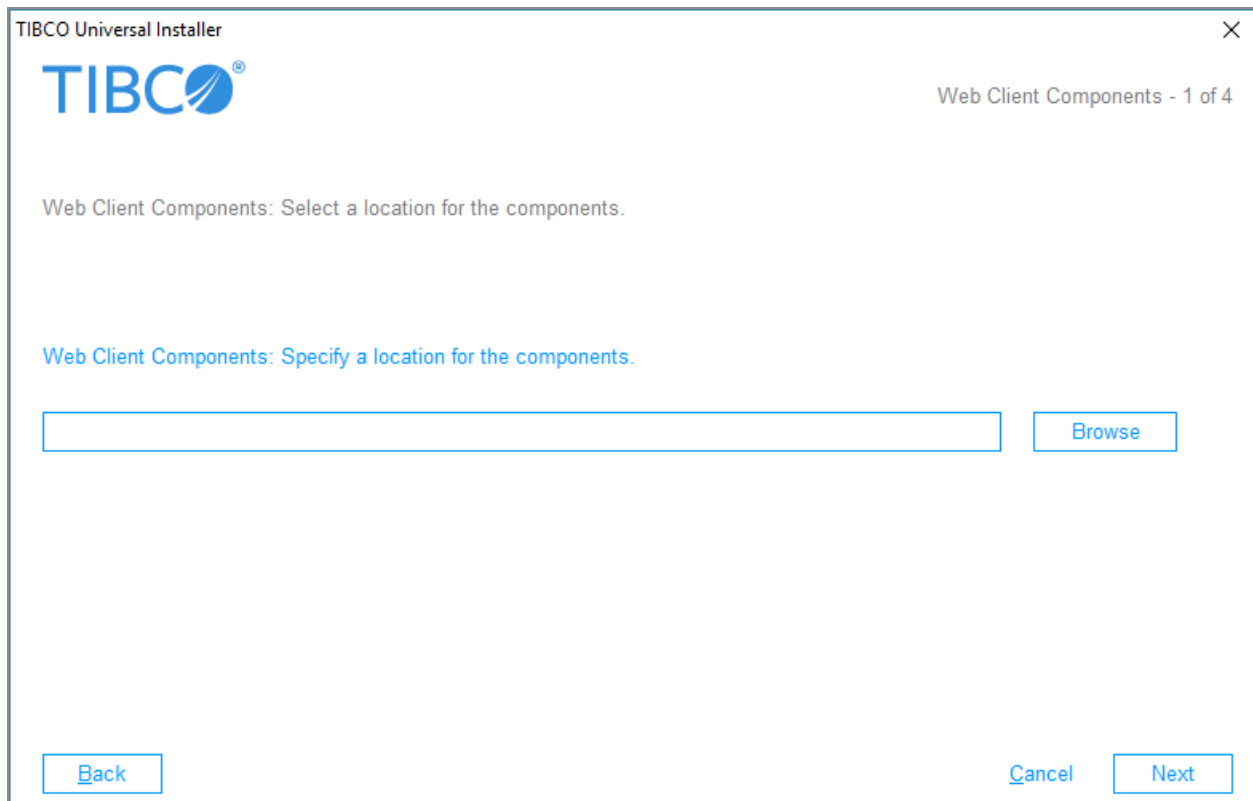 TIBCO Universal Installer
TIBCO®
Web Client Components - 1 of 4
Web Client Components: Select a location for the components.
Web Client Components: Specify a location for the components.
Browse
Back
Cancel
Next